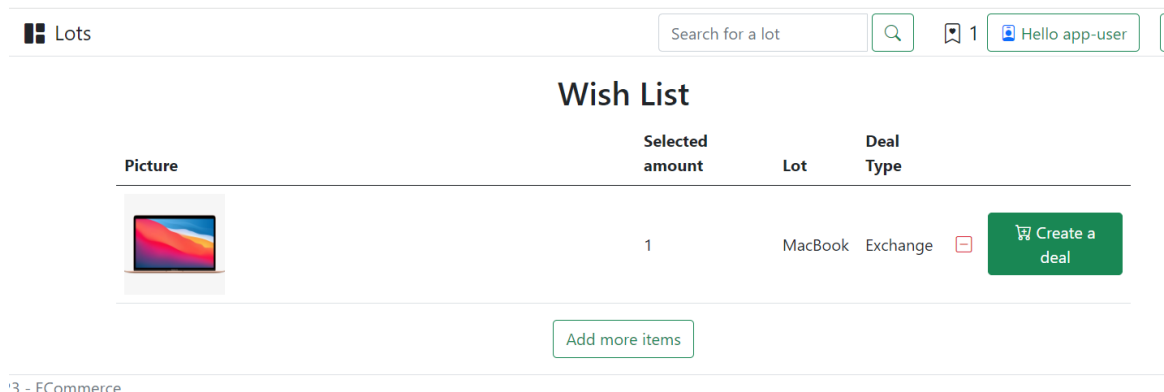 Lots
Search for a lot
1
Hello app-user
Wish List
Picture
Selected amount
Lot
Deal Type
1
MacBook
Exchange
Create a deal
Add more items
3 - ECommerce